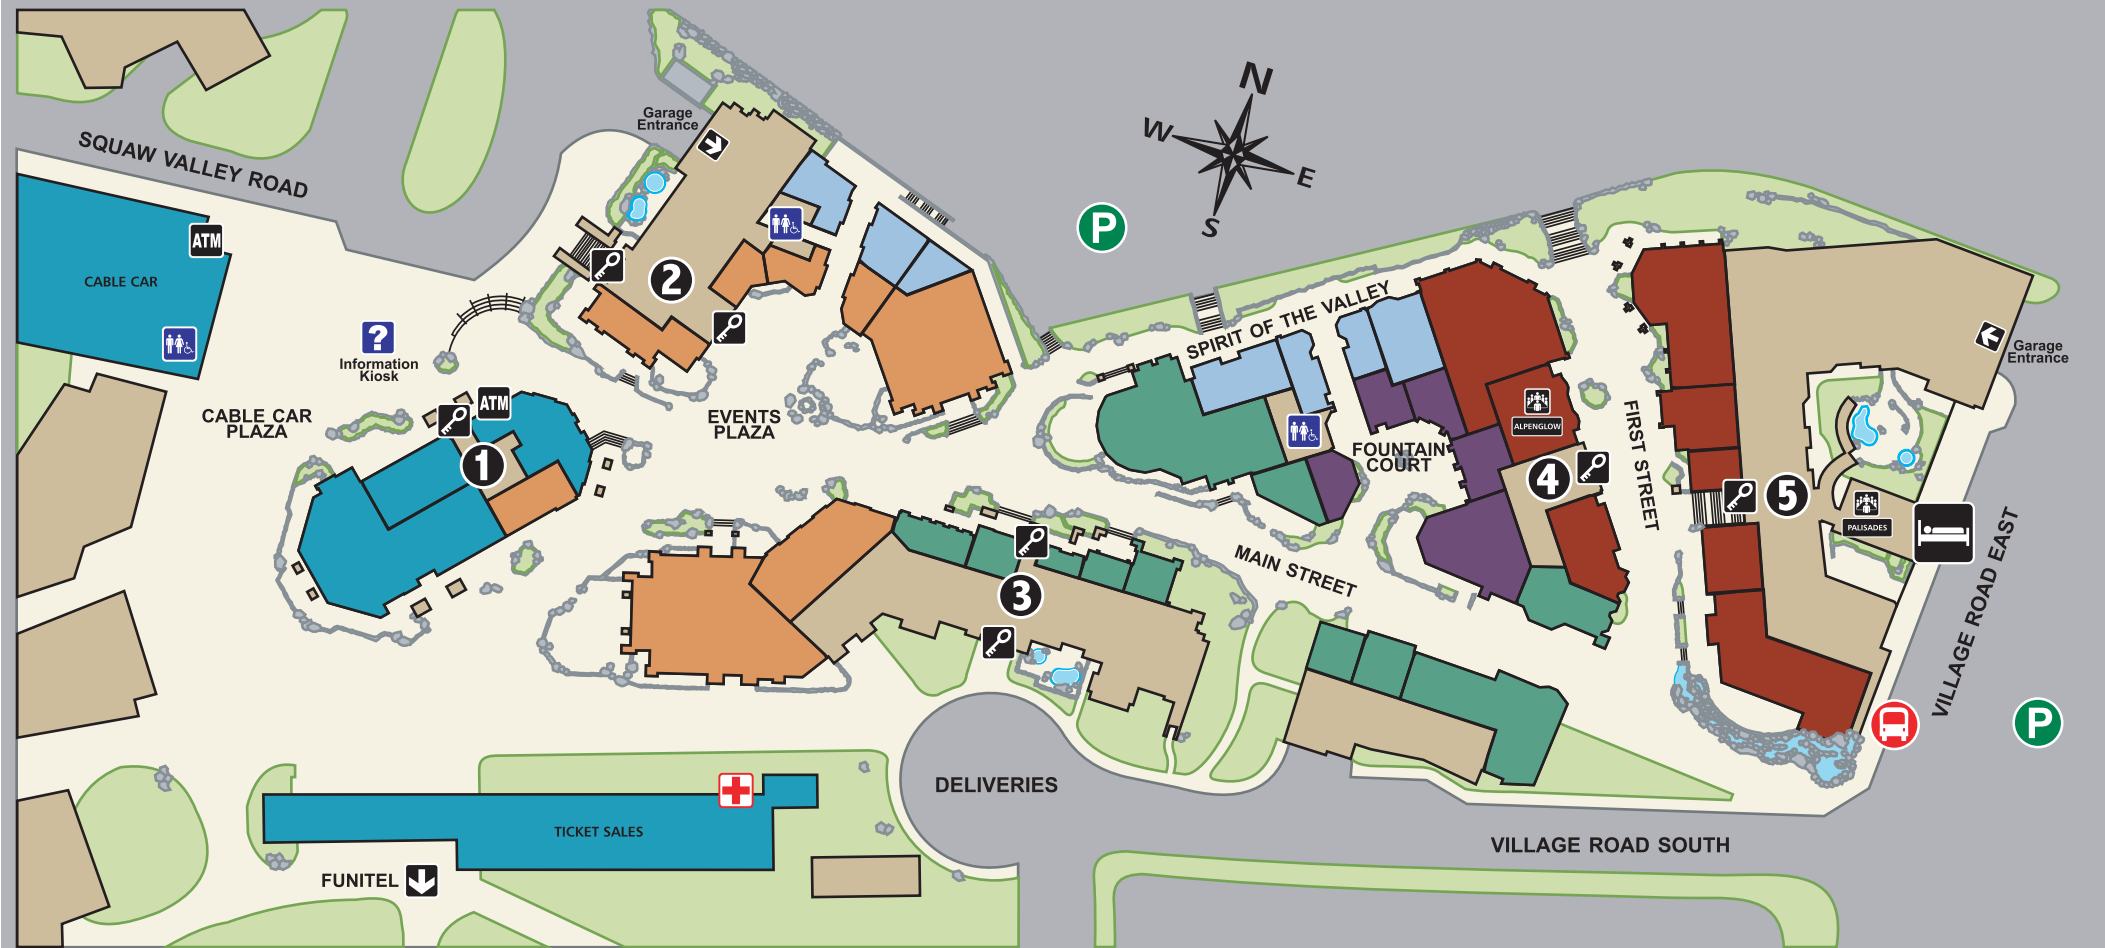 N
W
E
S
Garage
Entrance
SQUAW VALLEY ROAD
ATM
P
2
CABLE CAR
?
Information
Kiosk
SPIRIT OF THE VALLEY
Garage
Entrance
CABLE CAR
PLAZA
ATM
EVENTS
PLAZA
ALPENGLOW
FIRST STREET
FOUNTAIN
COURT
1
4
5
PALISADES
MAIN STREET
3
VILLAGE ROAD EAST
P
DELIVERIES
TICKET SALES
VILLAGE ROAD SOUTH
FUNITEL